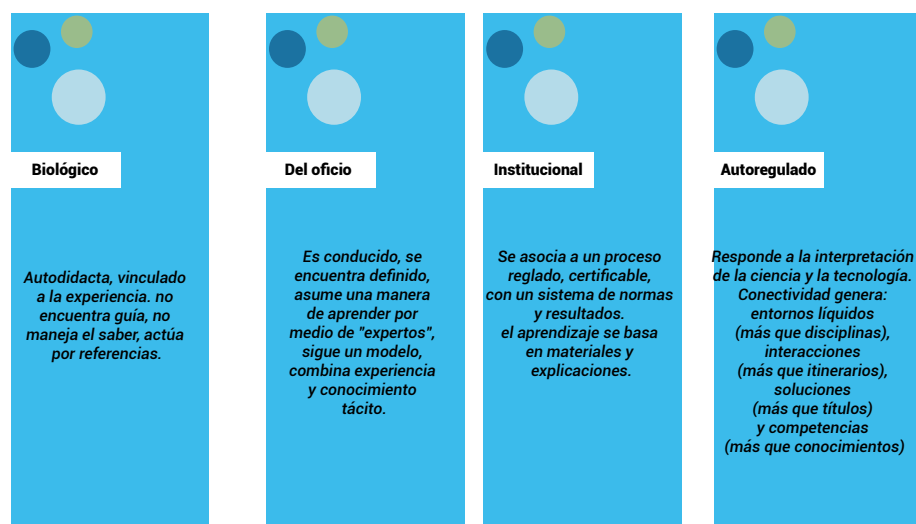 Biológico
Autodidacta, vinculado
a la experiencia. no
encuentra guía, no
maneja el saber, actúa
por referencias.
Del oficio
Es conducido, se
encuentra definido,
asume una manera
de aprender por
medio de "expertos",
sigue un modelo,
combina experiencia
y conocimiento
tácito.
Institucional
Se asocia a un proceso
reglado, certificable,
con un sistema de normas
y resultados.
el aprendizaje se basa
en materiales y
explicaciones.
Autoregulado
Responde a la interpretación
de la ciencia y la tecnología.
Conectividad genera:
entornos líquidos
(más que disciplinas),
interacciones
(más que itinerarios),
soluciones
(más que títulos)
y competencias
(más que conocimientos)